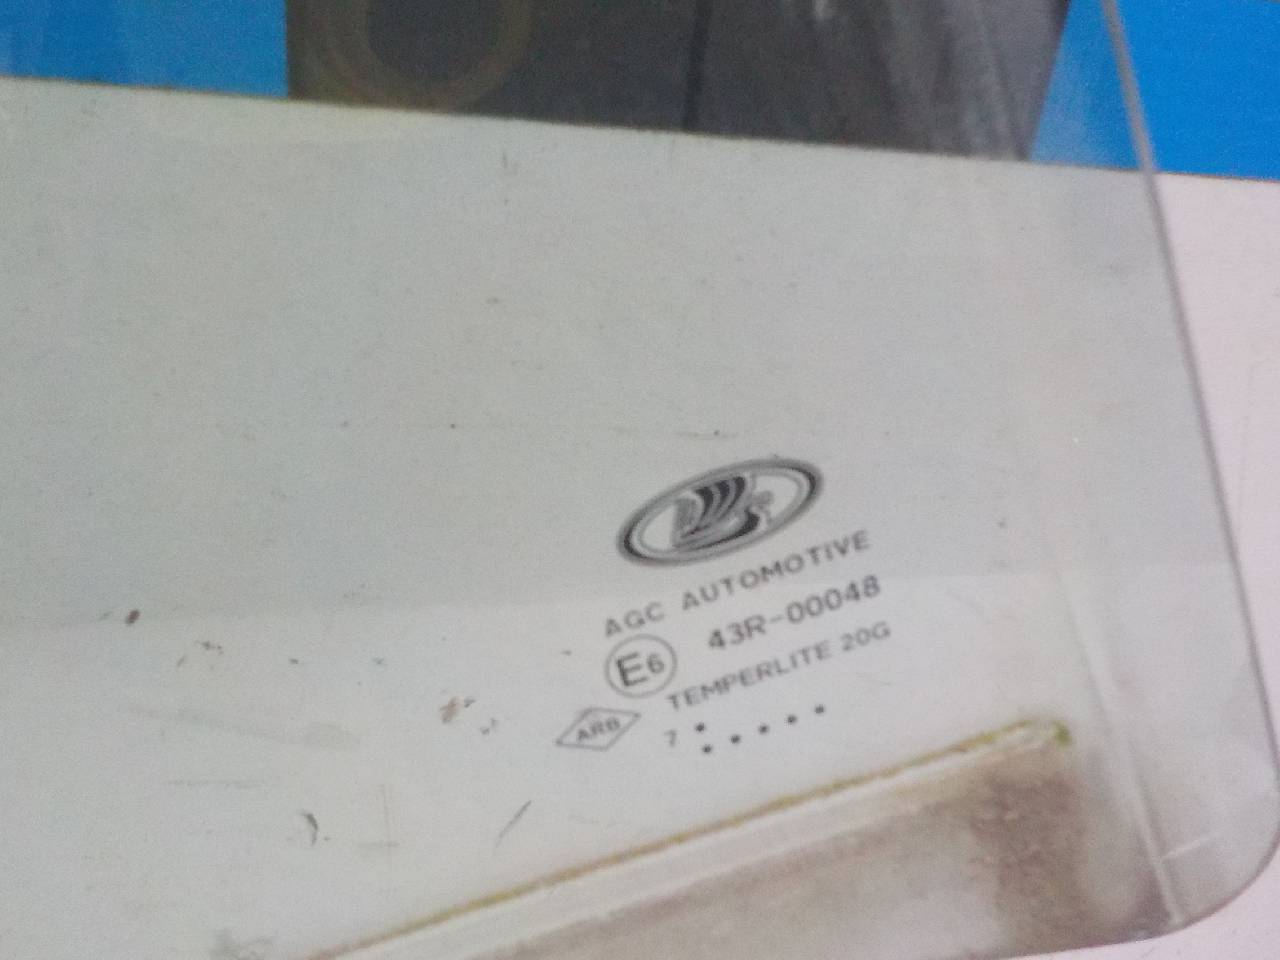 AGC AUTOMOTIVE
E6 43R-00048
TEMPERLITE 20G
ARB 7